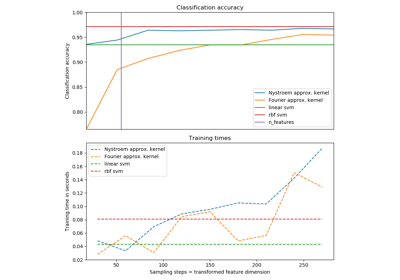 Classification accuracy
1.00
0.95
0.90
0.85
0.80
Classification accuracy
Nystroem approx. kernel
Fourier approx. kernel
linear svm
rbf svm
n_features
Training times
0.18
0.16
0.14
0.12
0.10
0.08
0.06
0.04
0.02
Training time in seconds
Nystroem approx. kernel
Fourier approx. kernel
linear svm
rbf svm
50
100
150
200
250
Sampling steps = transformed feature dimension